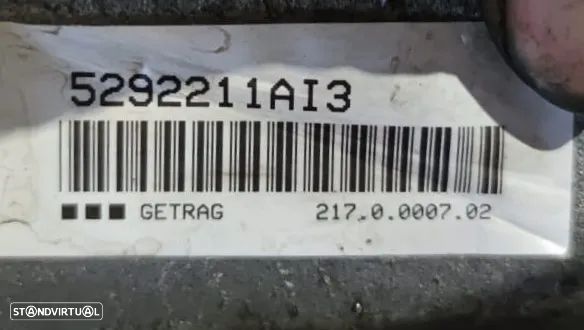 5292211AI3
■■■ GETRAG 217.0.0007.02
STANDVIRTUAL